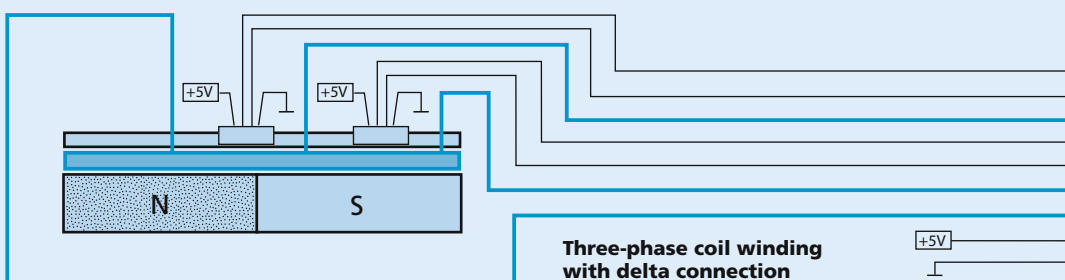 +5V
+5V
N
S
Three-phase coil winding
with delta connection
+5V